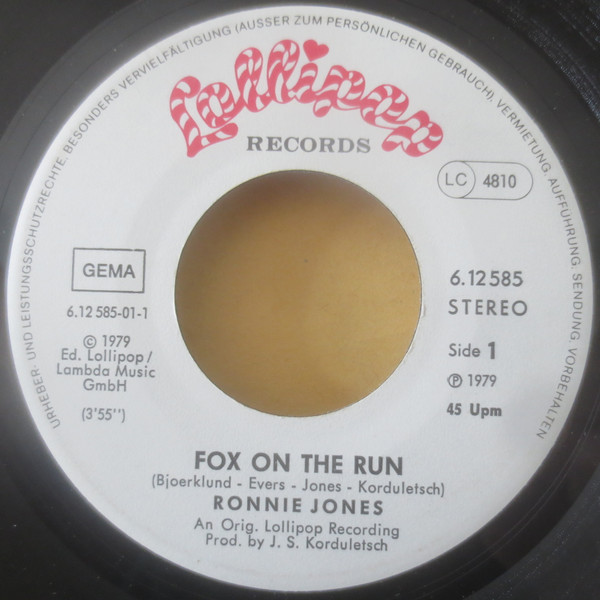 URHEBER- UND LEISTUNGSSCHUTZRECHTE, BESONDERS VERVIELFÄLTIGUNG (AUSSER ZUM PERSÖNLICHEN GEBRAUCH), VERMIETUNG, AUFFÜHRUNG, SENDUNG, VORBEHALTEN
Lollipop
RECORDS
LC 4810
GEMA
6.12 585-01-1
© 1979
Ed. Lollipop /
Lambda Music
GmbH
(3'55")
6.12 585
STEREO
Side 1
℗ 1979
45 Upm
FOX ON THE RUN
(Bjoerklund - Evers - Jones - Korduletsch)
RONNIE JONES
An Orig. Lollipop Recording
Prod. by J. S. Korduletsch